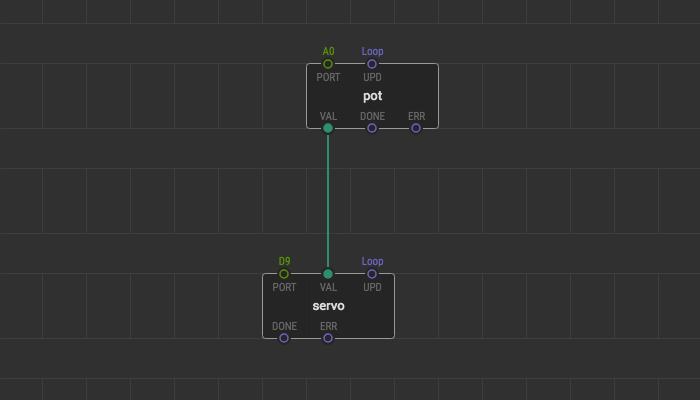 A0 Loop
PORT UPD
pot
VAL DONE ERR
D9 Loop
PORT VAL UPD
servo
DONE ERR